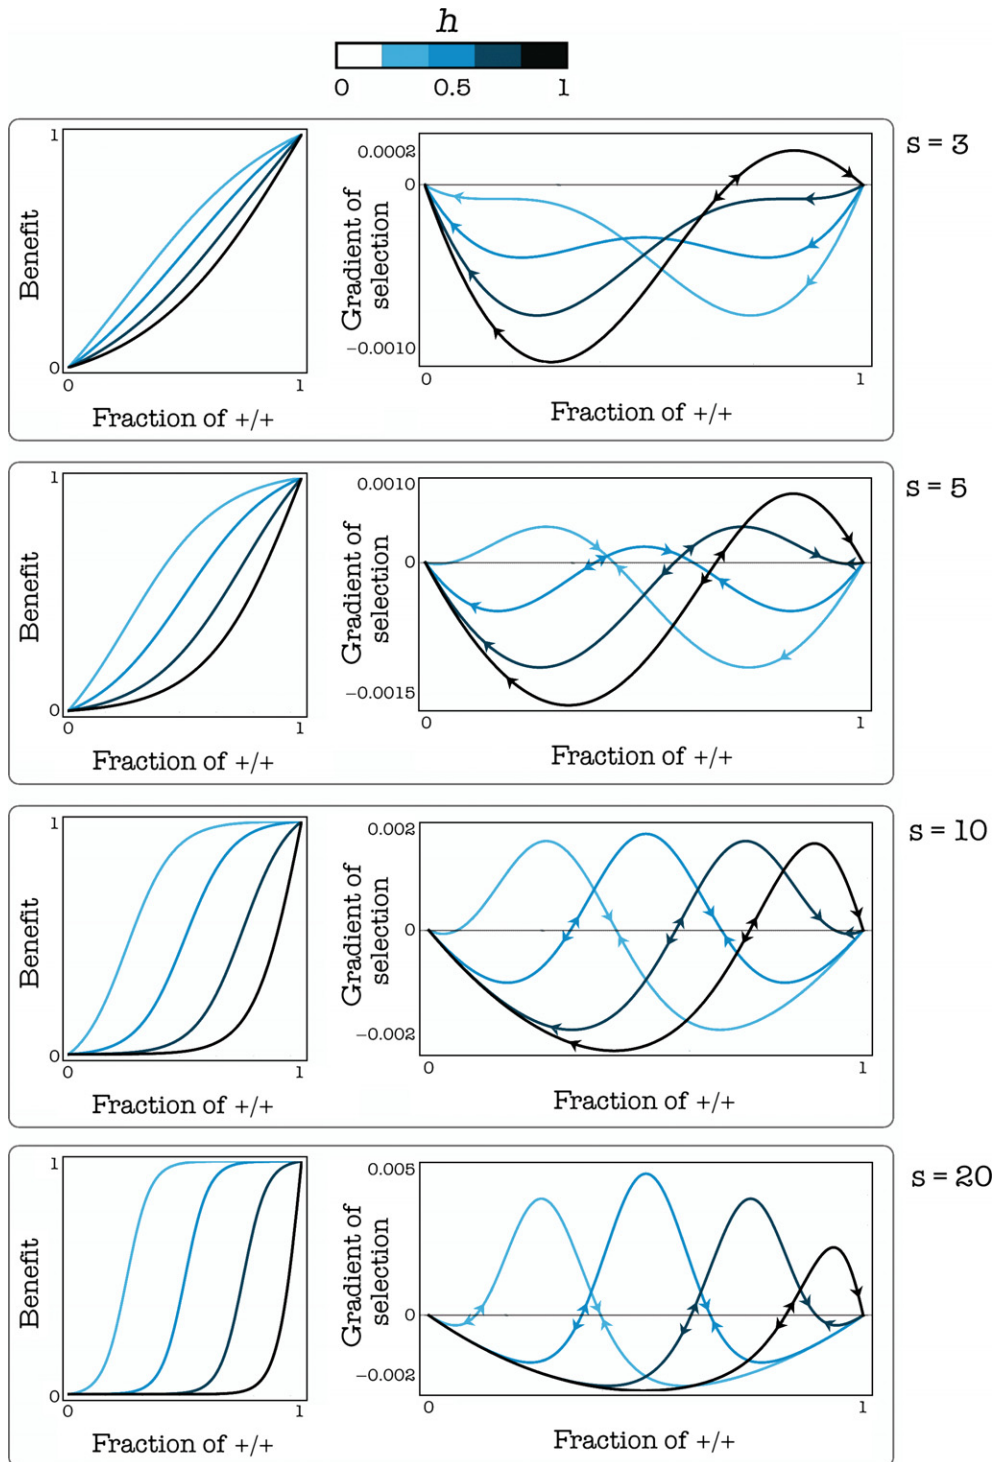 h
0 0.5 1
s = 3
Benefit
1
0
0 1
Fraction of +/+
Gradient of
selection
0.0002
0
−0.0010
0 1
Fraction of +/+
s = 5
Benefit
1
0
0 1
Fraction of +/+
Gradient of
selection
0.0010
0
−0.0015
0 1
Fraction of +/+
s = 10
Benefit
1
0
0 1
Fraction of +/+
Gradient of
selection
0.002
0
−0.002
0 1
Fraction of +/+
s = 20
Benefit
1
0
0 1
Fraction of +/+
Gradient of
selection
0.005
0
−0.002
0 1
Fraction of +/+